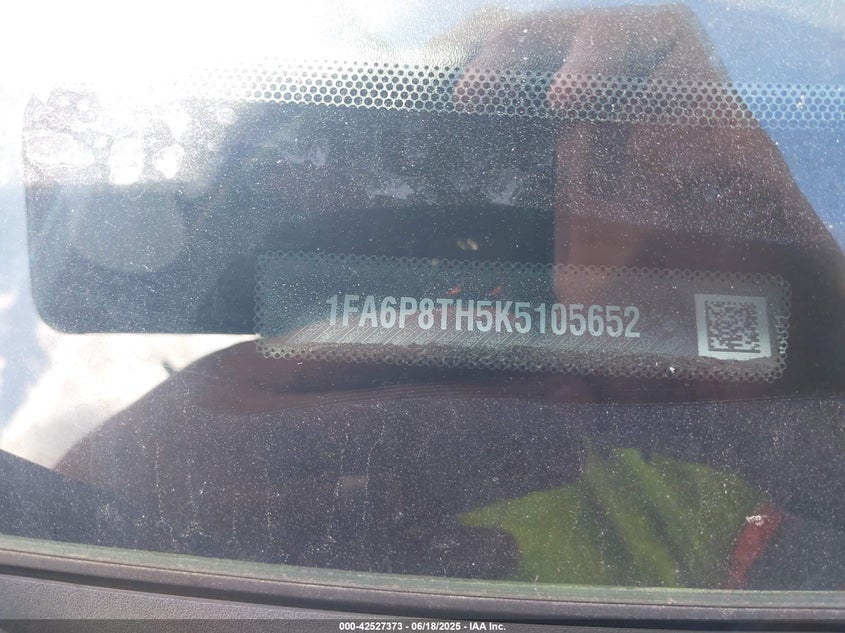 1FA6P8TH5K5105652
000-42527373 | 06/18/2025 - IAA Inc.